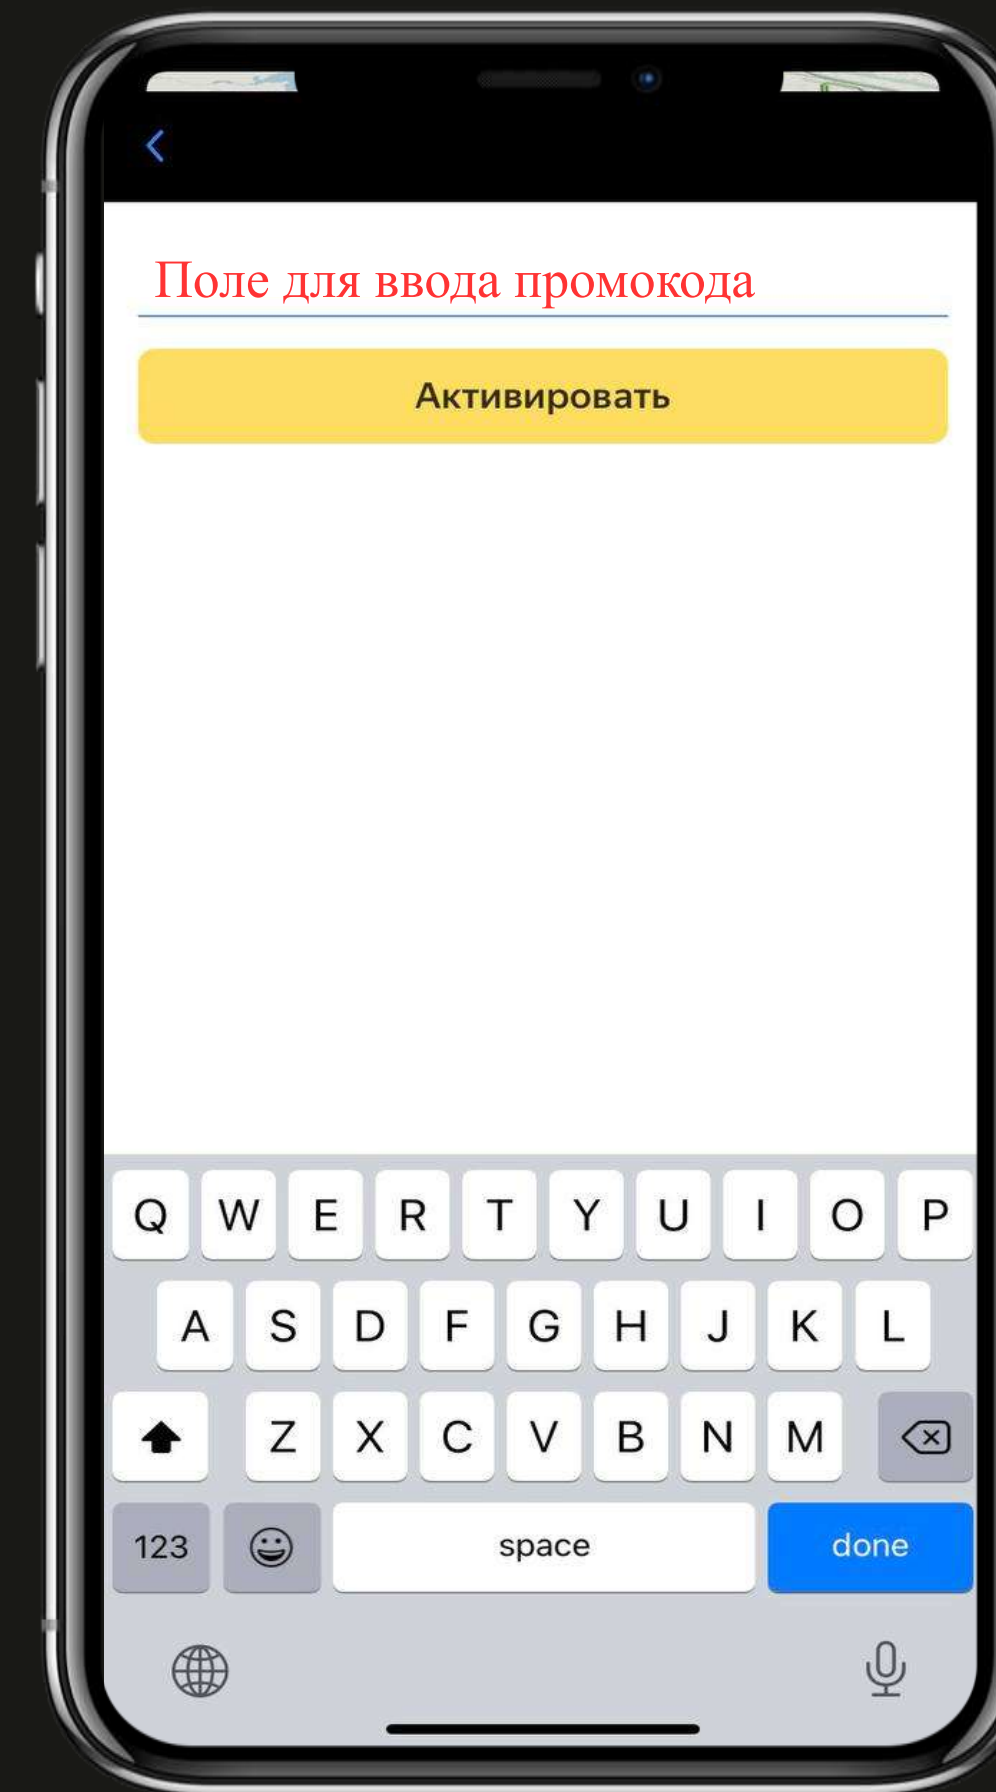 Поле для ввода промокода
Активировать
Q W E R T Y U I O P
A S D F G H J K L
Z X C V B N M
123 space done